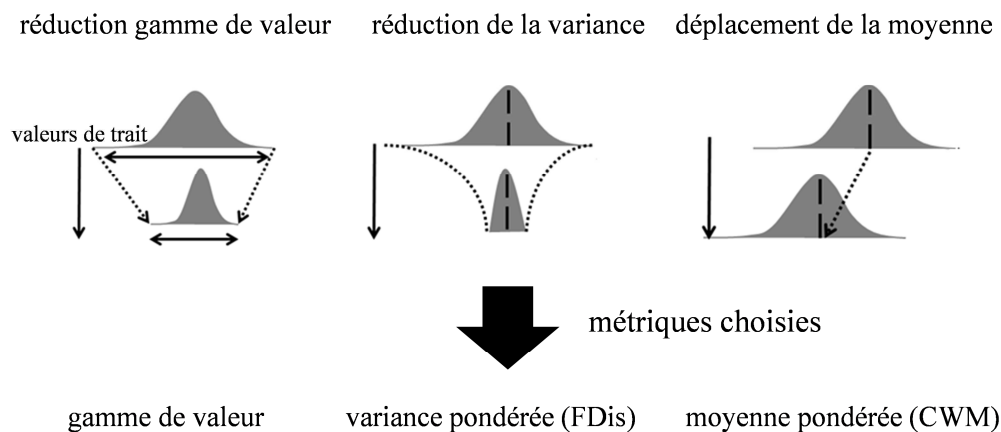 réduction gamme de valeur
réduction de la variance
déplacement de la moyenne
valeurs de trait
métriques choisies
gamme de valeur
variance pondérée (FDis)
moyenne pondérée (CWM)